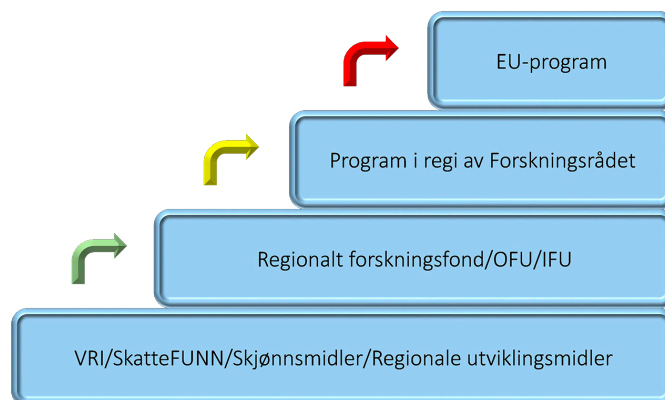 EU-program
Program i regi av Forskningsrådet
Regionalt forskningsfond/OFU/IFU
VRI/SkatteFUNN/Skjønnsmidler/Regionale utviklingsmidler